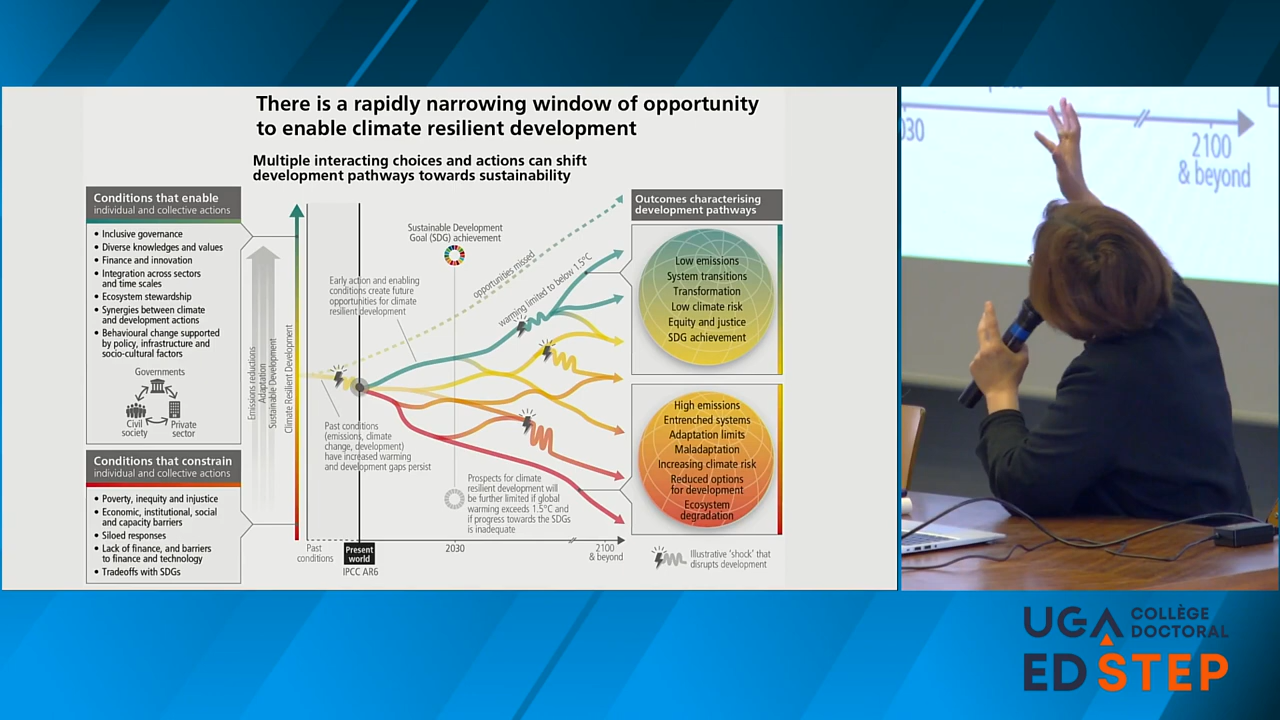 There is a rapidly narrowing window of opportunity
to enable climate resilient development
Multiple interacting choices and actions can shift
development pathways towards sustainability
Conditions that enable
individual and collective actions
• Inclusive governance
• Diverse knowledges and values
• Finance and innovation
• Integration across sectors
and time scales
• Ecosystem stewardship
• Synergies between climate
and development actions
• Behavioural change supported
by policy, infrastructure and
socio-cultural factors
Governments
Civil
society
Private
sector
Conditions that constrain
individual and collective actions
• Poverty, inequity and injustice
• Economic, institutional, social
and capacity barriers
• Siloed responses
• Lack of finance, and barriers
to finance and technology
• Tradeoffs with SDGs
Emissions reductions
Adaptation
Sustainable Development
Climate Resilient Development
Sustainable Development
Goal (SDG) achievement
Early action and enabling
conditions create future
opportunities for climate
resilient development
opportunities missed
warming limited to below 1.5°C
Past conditions
(emissions, climate
change, development)
have increased warming
and development gaps persist
Prospects for climate
resilient development will
be further limited if global
warming exceeds 1.5°C and
if progress towards the SDGs
is inadequate
Past
conditions
Present
world
IPCC AR6
2030
2100
& beyond
Outcomes characterising
development pathways
Low emissions
System transitions
Transformation
Low climate risk
Equity and justice
SDG achievement
High emissions
Entrenched systems
Adaptation limits
Maladaptation
Increasing climate risk
Reduced options
for development
Ecosystem
degradation
Illustrative 'shock' that
disrupts development
030
2100
& beyond
UGA
COLLÈGE
DOCTORAL
ED STEP